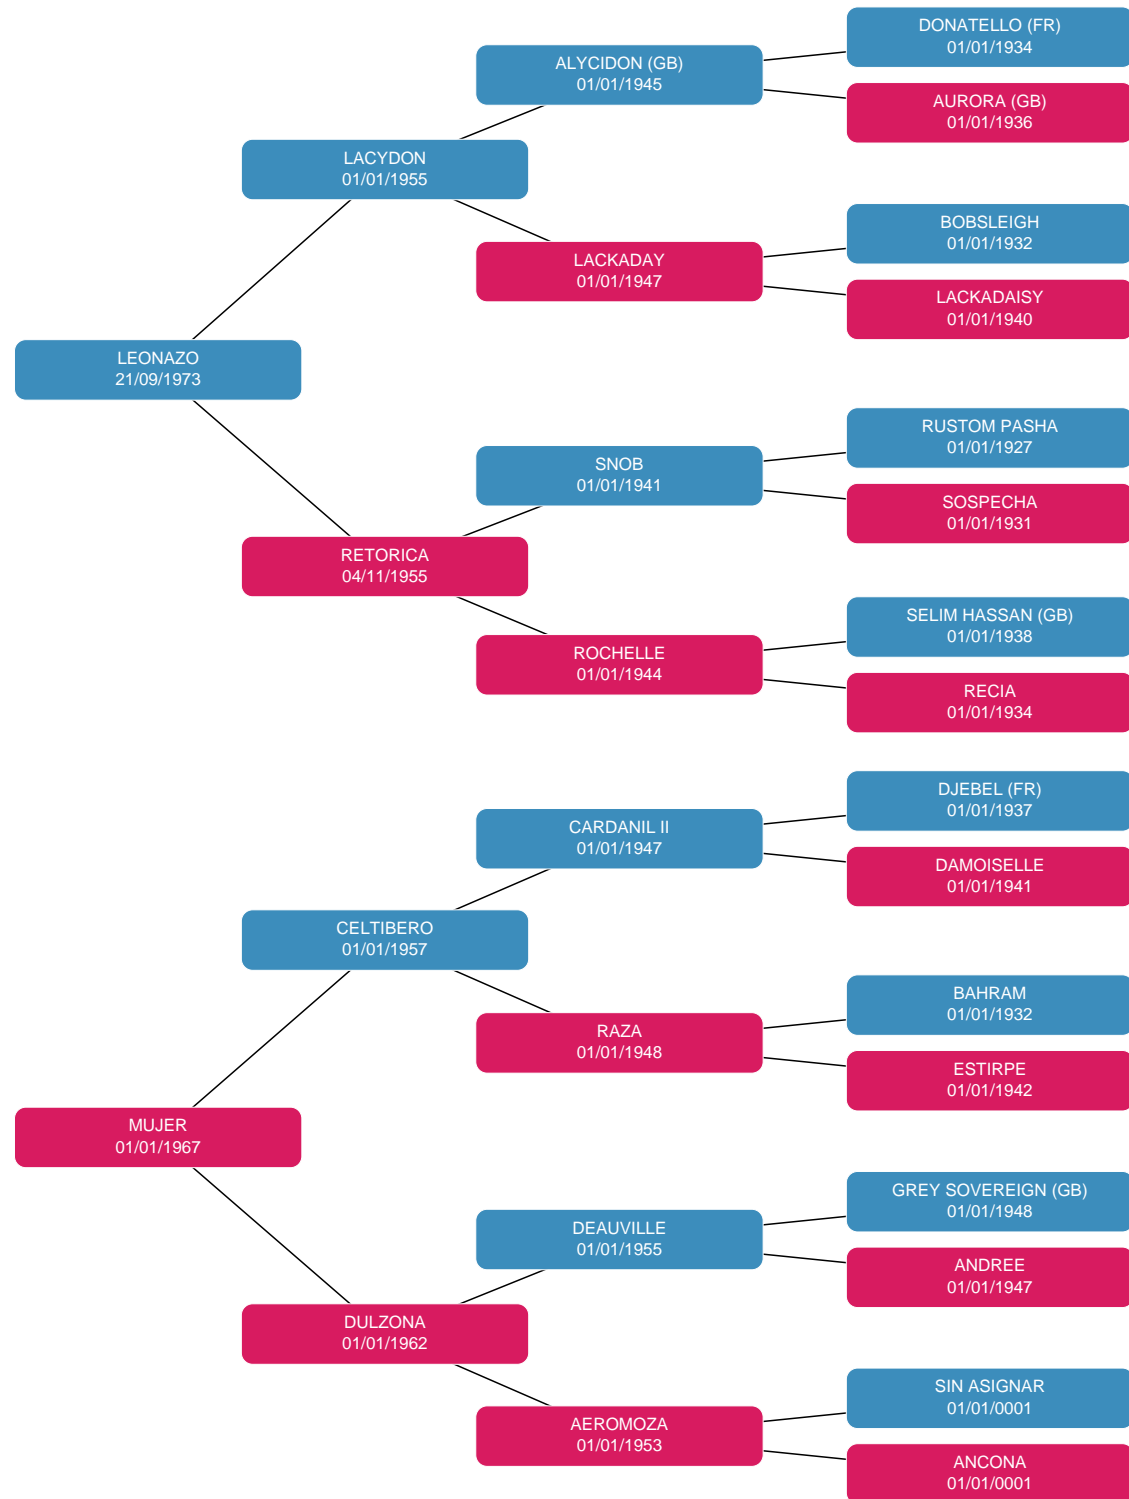 DONATELLO (FR)
01/01/1934
ALYCIDON (GB)
01/01/1945
AURORA (GB)
01/01/1936
LACYDON
01/01/1955
BOBSLEIGH
01/01/1932
LACKADAY
01/01/1947
LACKADAISY
01/01/1940
LEONAZO
21/09/1973
RUSTOM PASHA
01/01/1927
SNOB
01/01/1941
SOSPECHA
01/01/1931
RETORICA
04/11/1955
SELIM HASSAN (GB)
01/01/1938
ROCHELLE
01/01/1944
RECIA
01/01/1934
DJEBEL (FR)
01/01/1937
CARDANIL II
01/01/1947
DAMOISELLE
01/01/1941
CELTIBERO
01/01/1957
BAHRAM
01/01/1932
RAZA
01/01/1948
ESTIRPE
01/01/1942
MUJER
01/01/1967
GREY SOVEREIGN (GB)
01/01/1948
DEAUVILLE
01/01/1955
ANDREE
01/01/1947
DULZONA
01/01/1962
SIN ASIGNAR
01/01/0001
AEROMOZA
01/01/1953
ANCONA
01/01/0001